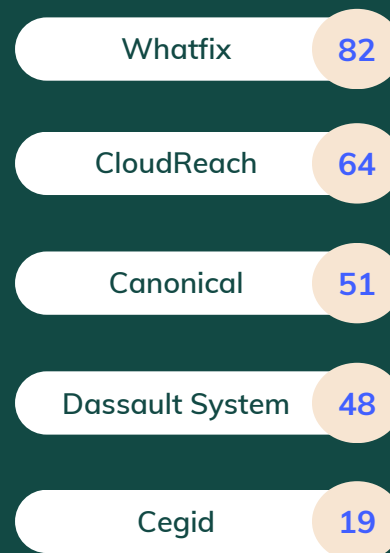 Whatfix 82
CloudReach 64
Canonical 51
Dassault System 48
Cegid 19